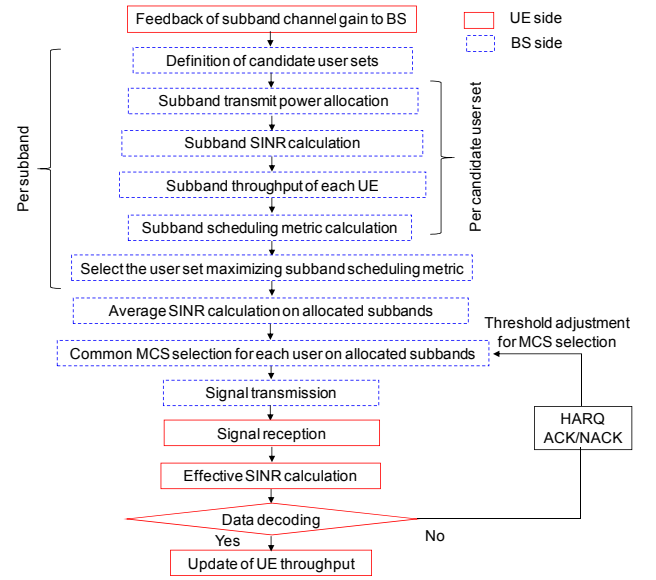 Feedback of subband channel gain to BS
UE side
BS side
Definition of candidate user sets
Subband transmit power allocation
Subband SINR calculation
Subband throughput of each UE
Subband scheduling metric calculation
Per subband
Per candidate user set
Select the user set maximizing subband scheduling metric
Average SINR calculation on allocated subbands
Threshold adjustment
for MCS selection
Common MCS selection for each user on allocated subbands
Signal transmission
HARQ
ACK/NACK
Signal reception
Effective SINR calculation
Data decoding
Yes
No
Update of UE throughput